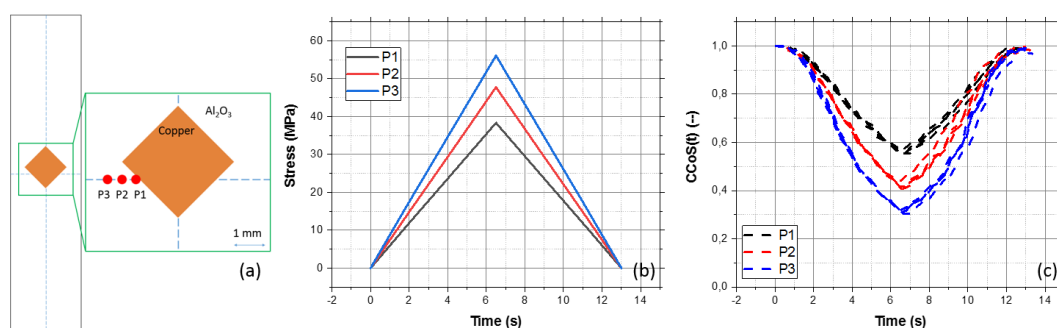 Al₂O₃
Copper
P3 P2 P1
1 mm
(a)
Stress (MPa)
60
50
40
30
20
10
0
P1
P2
P3
-2 0 2 4 6 8 10 12 14
Time (s)
(b)
CCoS(t) (--)
1,0
0,8
0,6
0,4
0,2
0,0
P1
P2
P3
-2 0 2 4 6 8 10 12 14
Time (s)
(c)